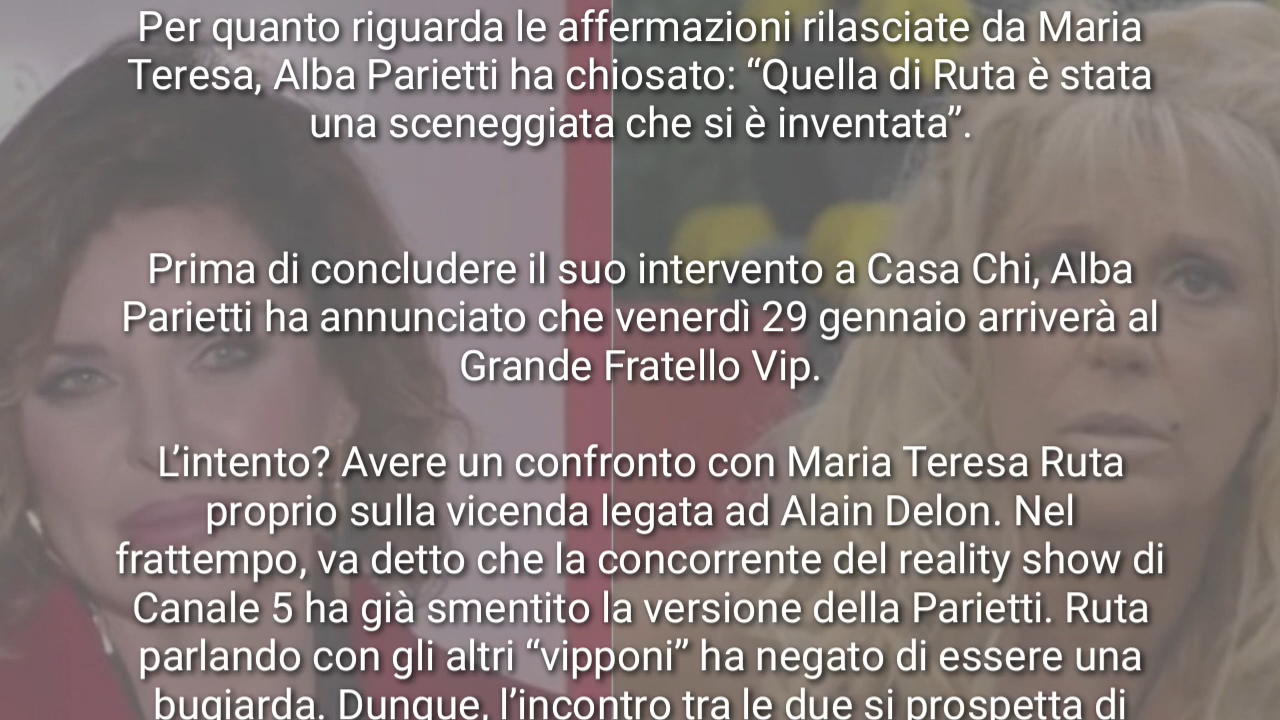 Per quanto riguarda le affermazioni rilasciate da Maria
Teresa, Alba Parietti ha chiosato: “Quella di Ruta è stata
una sceneggiata che si è inventata”.
Prima di concludere il suo intervento a Casa Chi, Alba
Parietti ha annunciato che venerdì 29 gennaio arriverà al
Grande Fratello Vip.
L’intento? Avere un confronto con Maria Teresa Ruta
proprio sulla vicenda legata ad Alain Delon. Nel
frattempo, va detto che la concorrente del reality show di
Canale 5 ha già smentito la versione della Parietti. Ruta
parlando con gli altri “vipponi” ha negato di essere una
bugiarda. Dunque, l’incontro tra le due si prospetta di